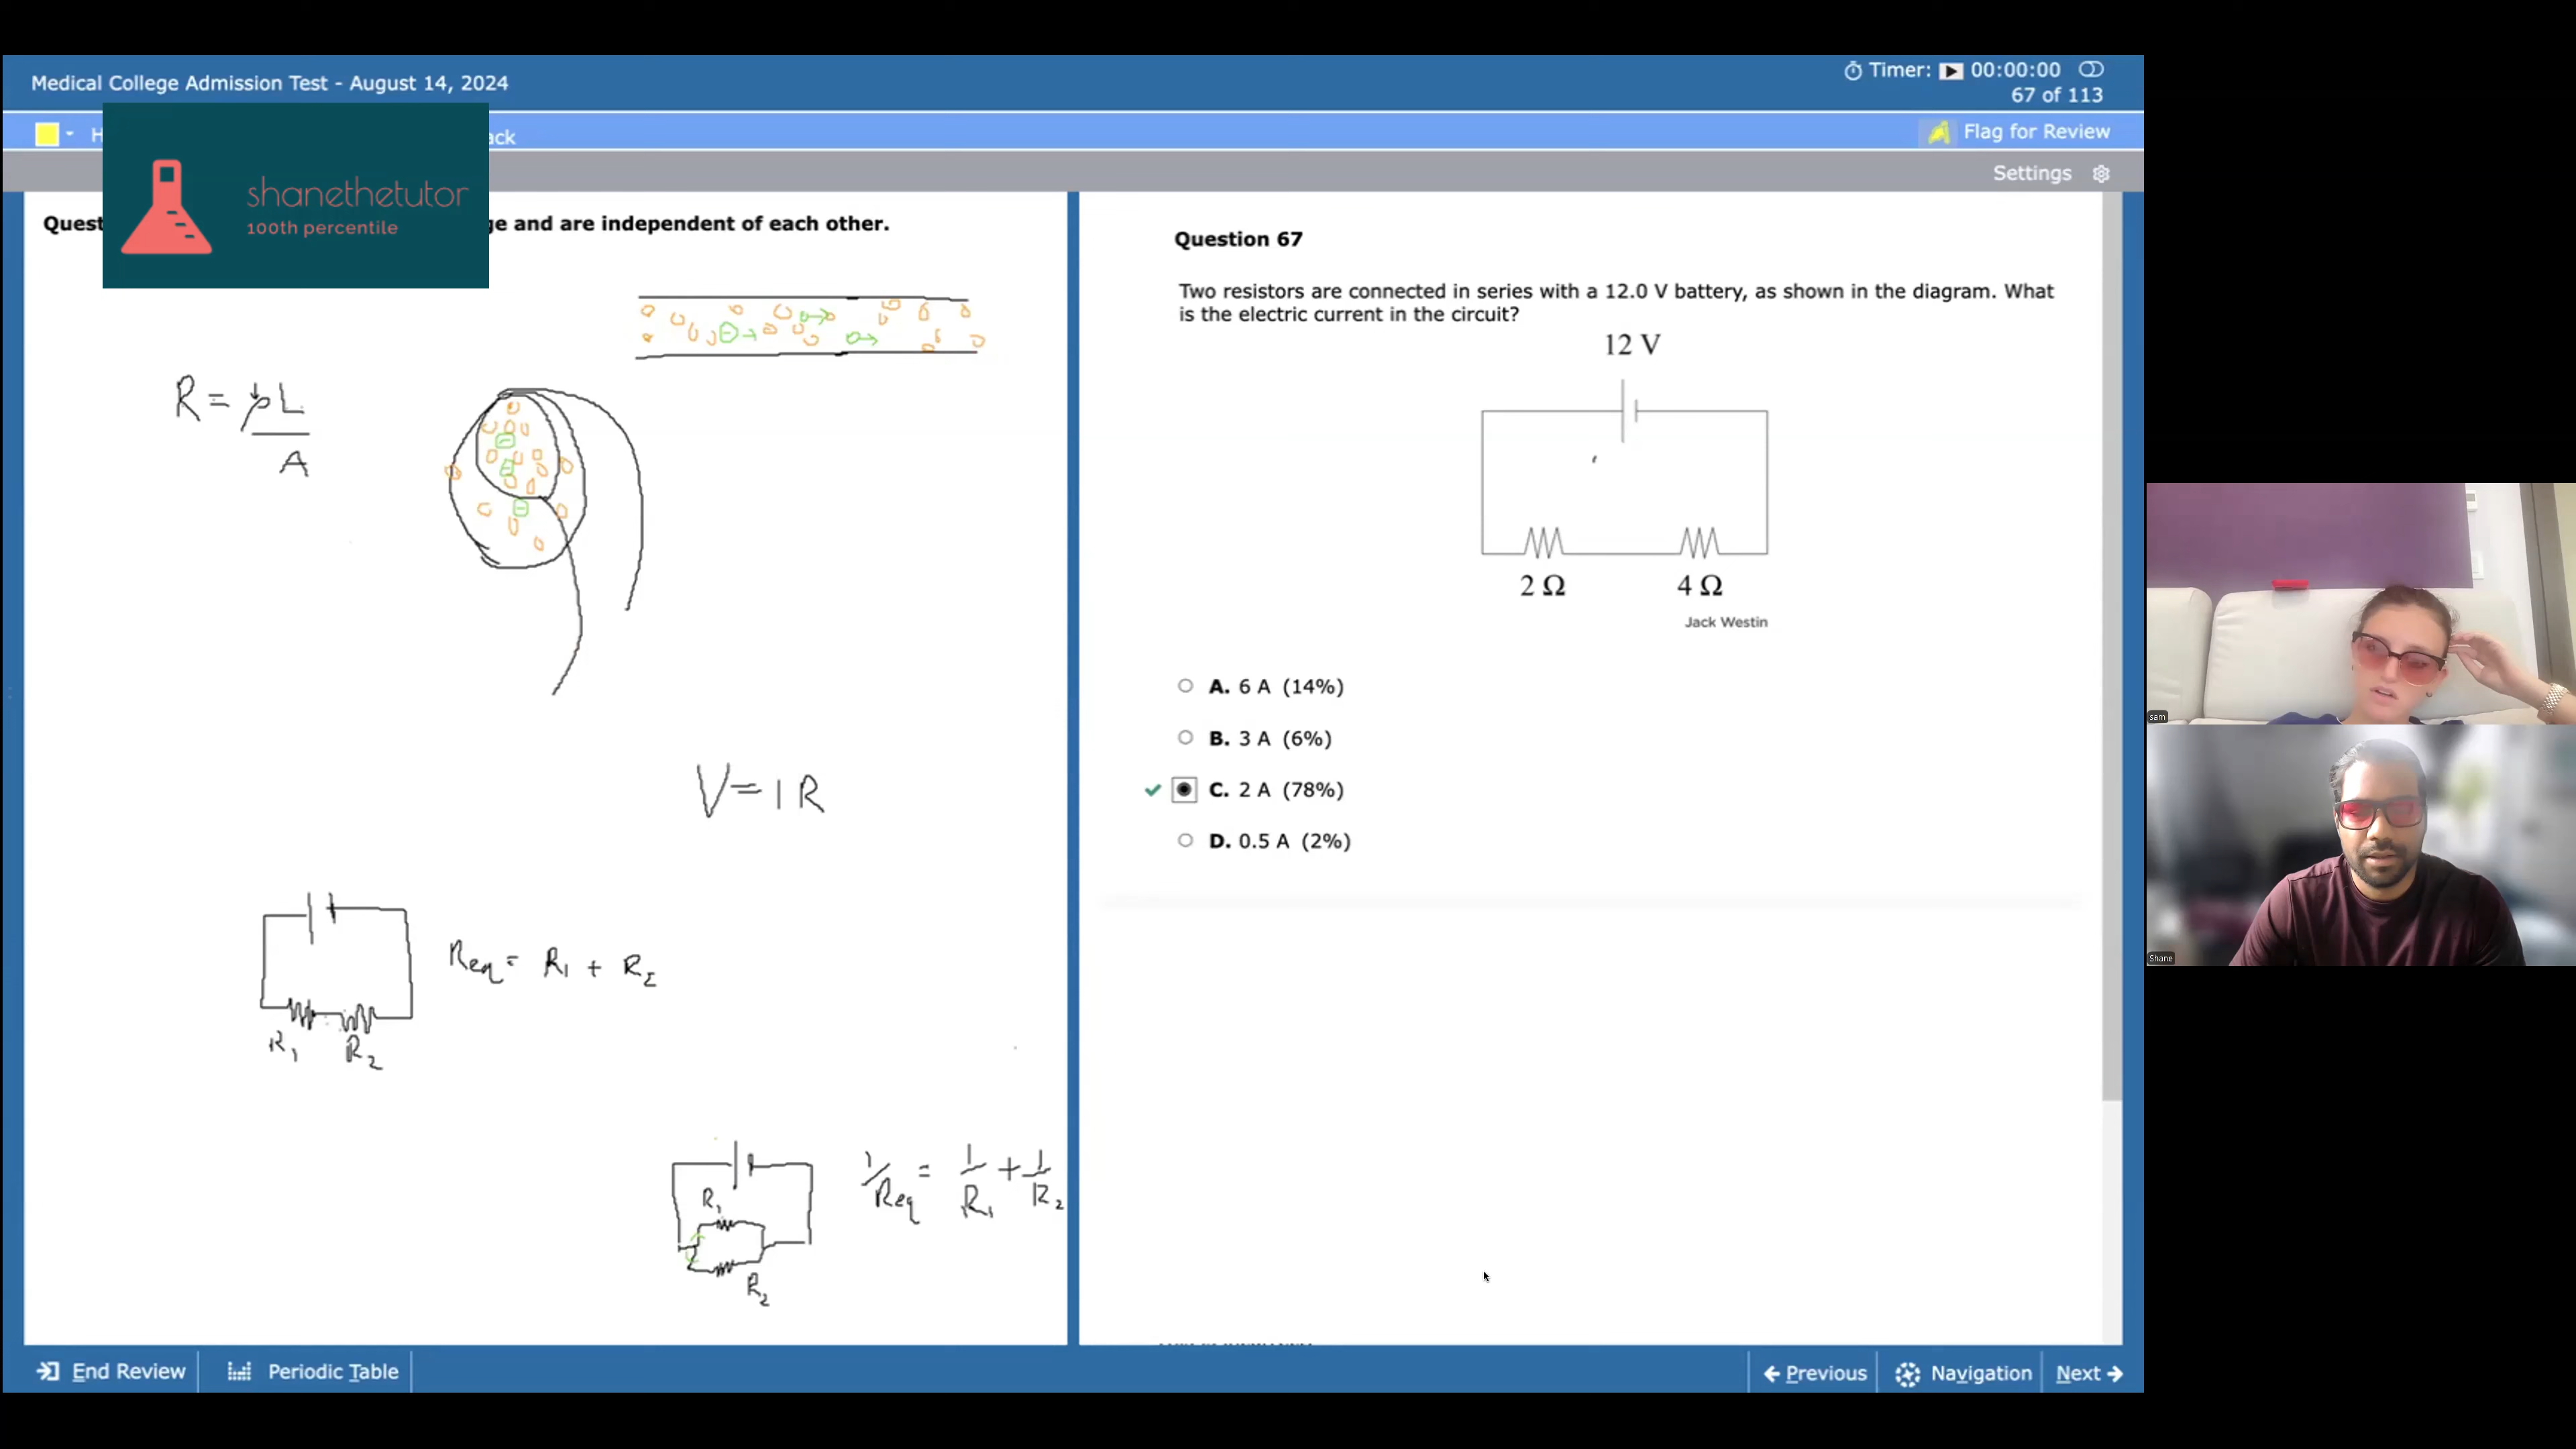 Medical College Admission Test - August 14, 2024
Timer: 00:00:00
67 of 113
H
ack
Flag for Review
Settings
shanethetutor
100th percentile
Quest
ge and are independent of each other.
R = ρL
A
V = I R
Req = R1 + R2
R1 R2
R1
R2
1/Req = 1/R1 + 1/R2
Question 67
Two resistors are connected in series with a 12.0 V battery, as shown in the diagram. What
is the electric current in the circuit?
12 V
2 Ω 4 Ω
Jack Westin
A. 6 A (14%)
B. 3 A (6%)
C. 2 A (78%)
D. 0.5 A (2%)
sam
Shane
End Review
Periodic Table
Previous
Navigation
Next